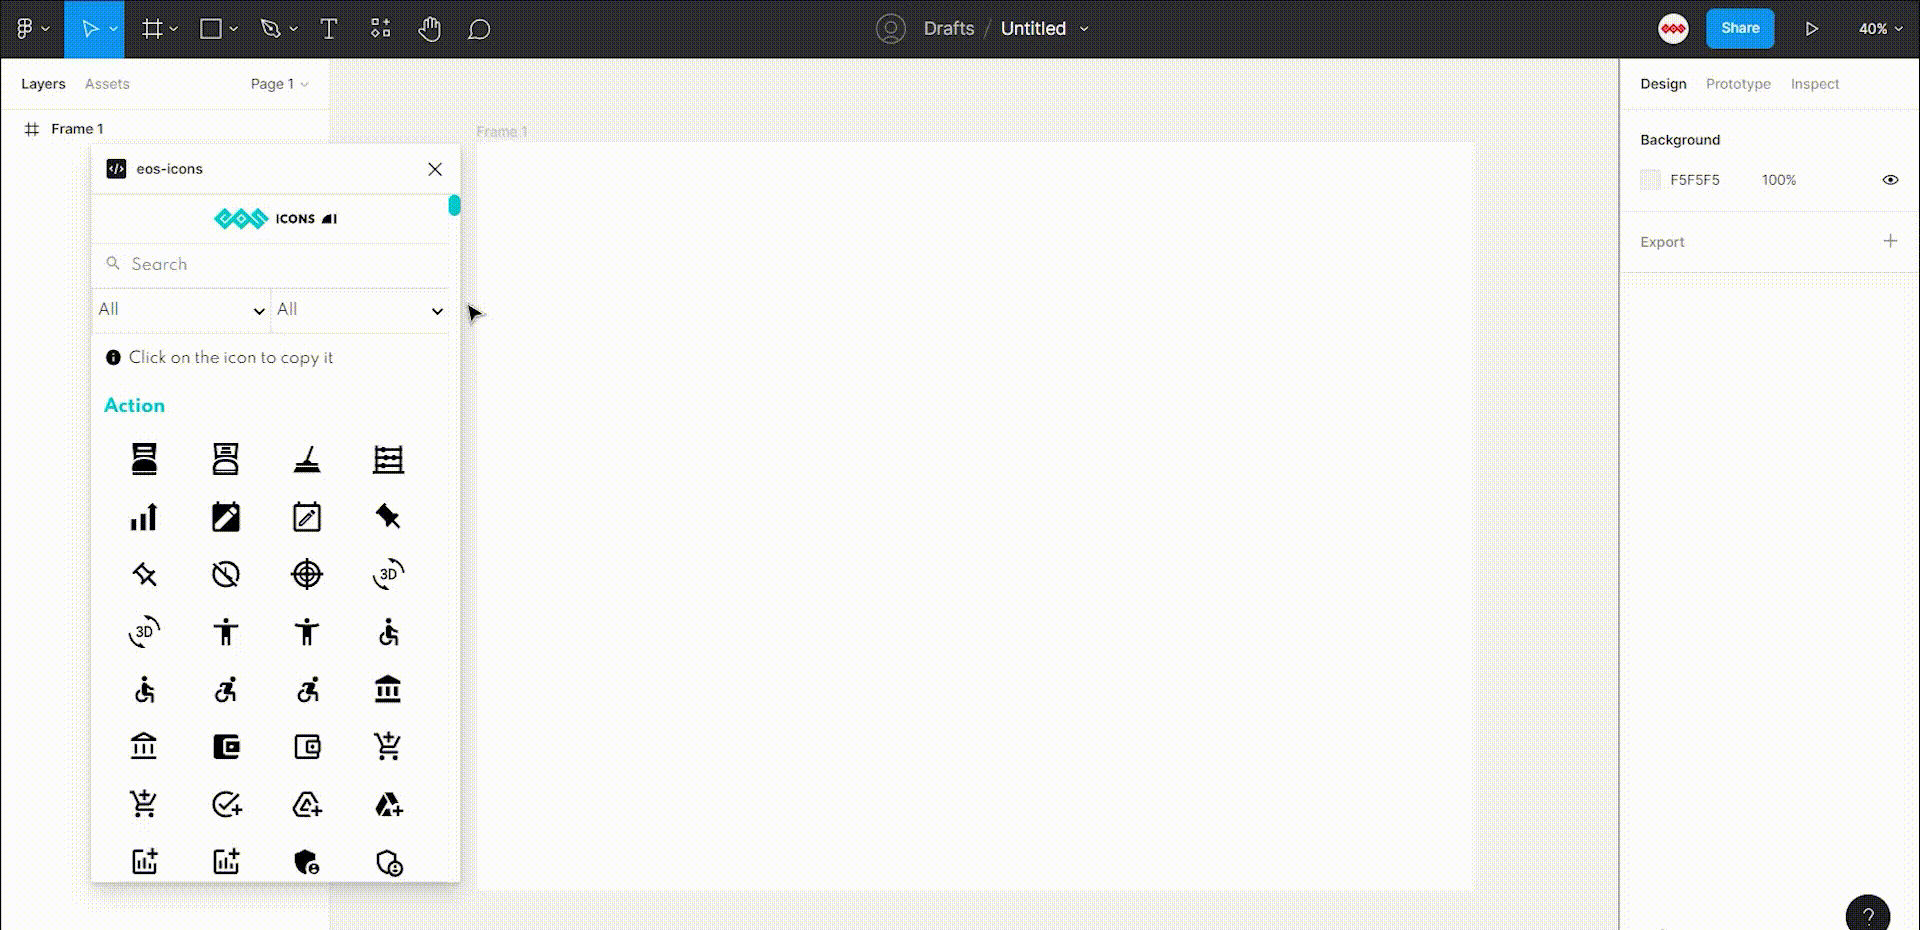 Drafts / Untitled
Share
40%
Layers Assets Page 1
Design Prototype Inspect
Frame 1
Frame 1
Background
F5F5F5 100%
Export
eos-icons
eos ICONS
Search
All All
Click on the icon to copy it
Action
3D
3D
?